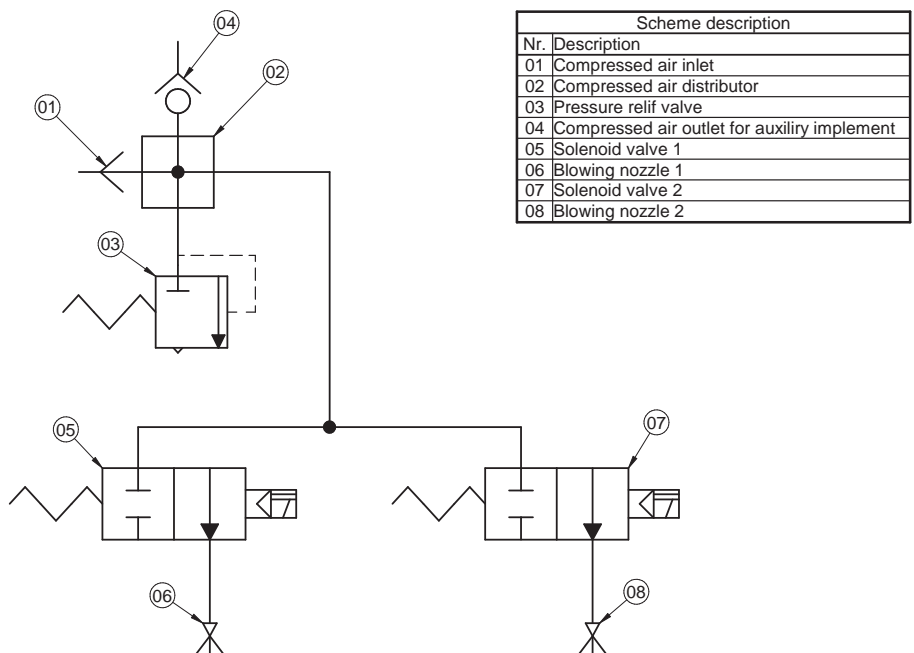 04
02
01
03
05
07
06
08
Scheme description
Nr. Description
01 Compressed air inlet
02 Compressed air distributor
03 Pressure relif valve
04 Compressed air outlet for auxiliry implement
05 Solenoid valve 1
06 Blowing nozzle 1
07 Solenoid valve 2
08 Blowing nozzle 2